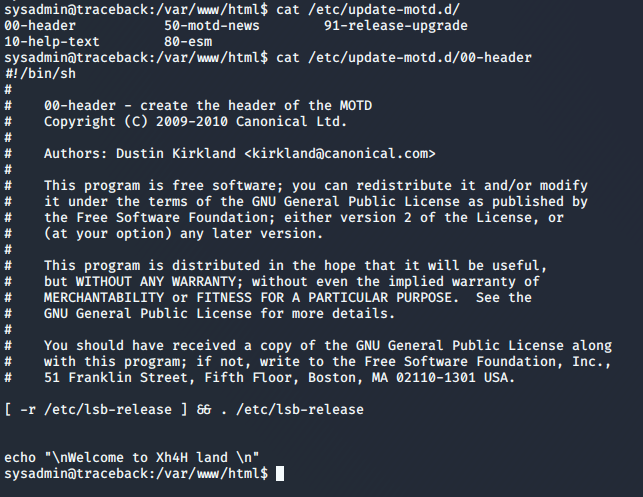 sysadmin@traceback:/var/www/html$ cat /etc/update-motd.d/
00-header 50-motd-news 91-release-upgrade
10-help-text 80-esm
sysadmin@traceback:/var/www/html$ cat /etc/update-motd.d/00-header
#!/bin/sh
#
# 00-header - create the header of the MOTD
# Copyright (C) 2009-2010 Canonical Ltd.
#
# Authors: Dustin Kirkland <kirkland@canonical.com>
#
# This program is free software; you can redistribute it and/or modify
# it under the terms of the GNU General Public License as published by
# the Free Software Foundation; either version 2 of the License, or
# (at your option) any later version.
#
# This program is distributed in the hope that it will be useful,
# but WITHOUT ANY WARRANTY; without even the implied warranty of
# MERCHANTABILITY or FITNESS FOR A PARTICULAR PURPOSE.  See the
# GNU General Public License for more details.
#
# You should have received a copy of the GNU General Public License along
# with this program; if not, write to the Free Software Foundation, Inc.,
# 51 Franklin Street, Fifth Floor, Boston, MA 02110-1301 USA.
[ -r /etc/lsb-release ] && . /etc/lsb-release
echo "\nWelcome to Xh4H land \n"
sysadmin@traceback:/var/www/html$